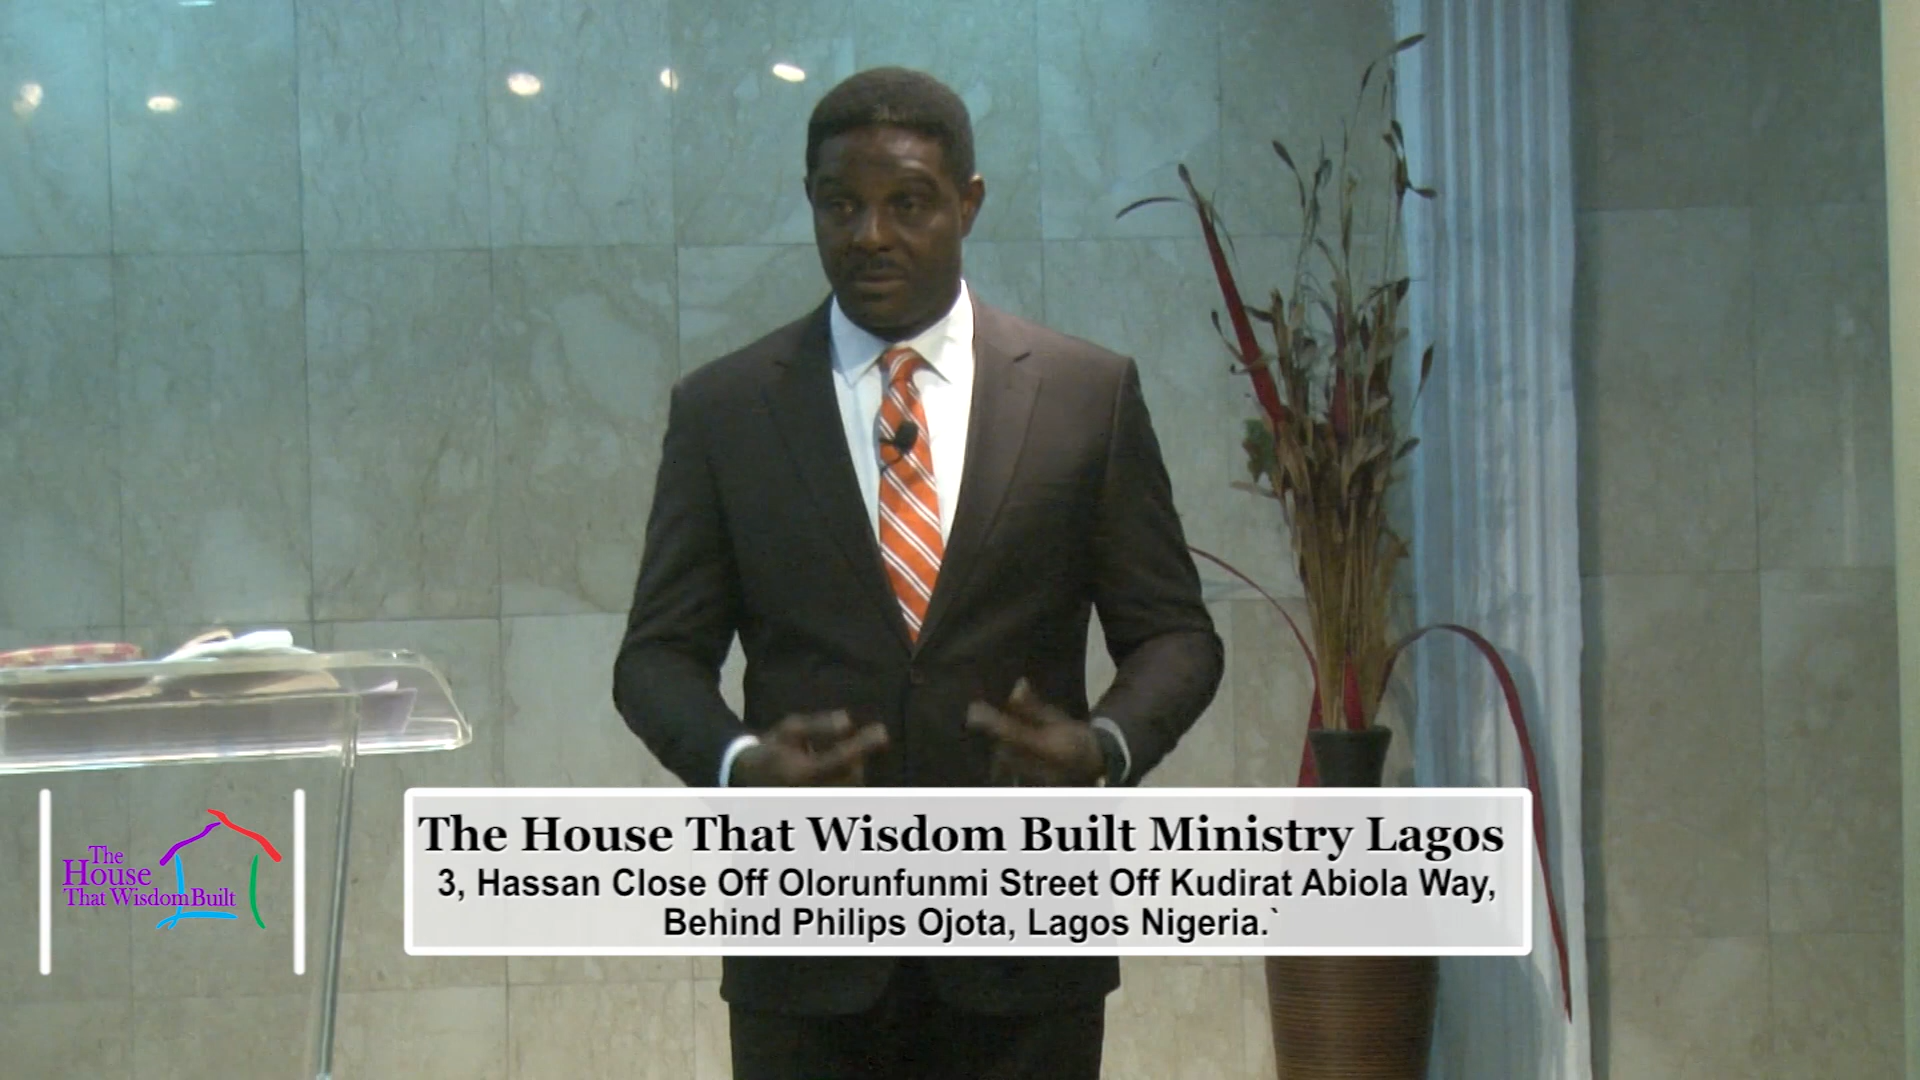 The
House
That Wisdom Built
The House That Wisdom Built Ministry Lagos
3, Hassan Close Off Olorunfunmi Street Off Kudirat Abiola Way,
Behind Philips Ojota, Lagos Nigeria.`